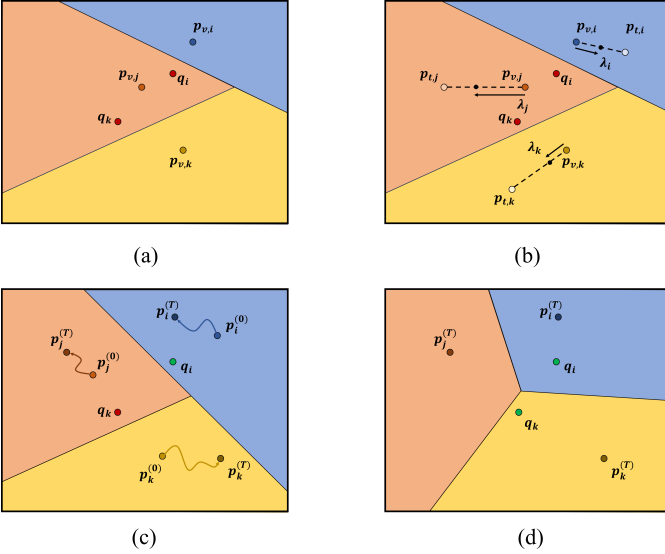 p_{v,i}
p_{v,j}
q_i
q_k
p_{v,k}
(a)
p_{v,i}
p_{t,i}
λ_i
q_i
p_{t,j}
p_{v,j}
λ_j
q_k
λ_k
p_{v,k}
p_{t,k}
(b)
p_i^{(T)}
p_i^{(0)}
p_j^{(T)}
p_j^{(0)}
q_i
q_k
p_k^{(0)}
p_k^{(T)}
(c)
p_i^{(T)}
p_j^{(T)}
q_i
q_k
p_k^{(T)}
(d)